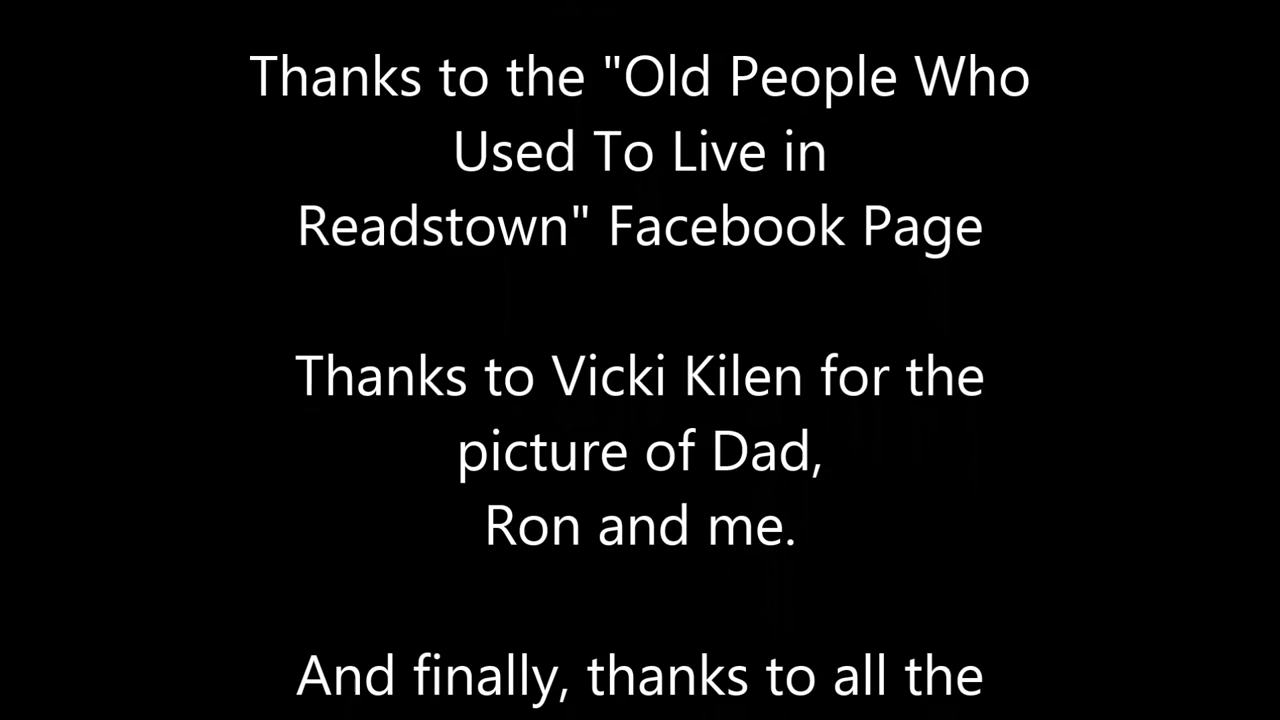 Thanks to the "Old People Who
Used To Live in
Readstown" Facebook Page
Thanks to Vicki Kilen for the
picture of Dad,
Ron and me.
And finally, thanks to all the